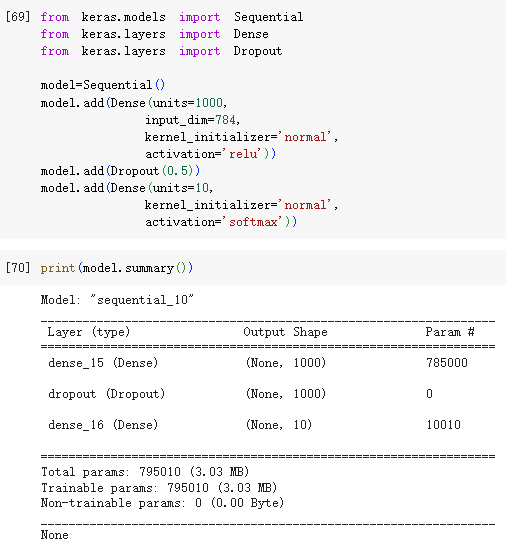 [69] from keras.models import Sequential
from keras.layers import Dense
from keras.layers import Dropout
model=Sequential()
model.add(Dense(units=1000,
input_dim=784,
kernel_initializer='normal',
activation='relu'))
model.add(Dropout(0.5))
model.add(Dense(units=10,
kernel_initializer='normal',
activation='softmax'))
[70] print(model.summary())
Model: "sequential_10"
Layer (type) Output Shape Param #
dense_15 (Dense) (None, 1000) 785000
dropout (Dropout) (None, 1000) 0
dense_16 (Dense) (None, 10) 10010
Total params: 795010 (3.03 MB)
Trainable params: 795010 (3.03 MB)
Non-trainable params: 0 (0.00 Byte)
None